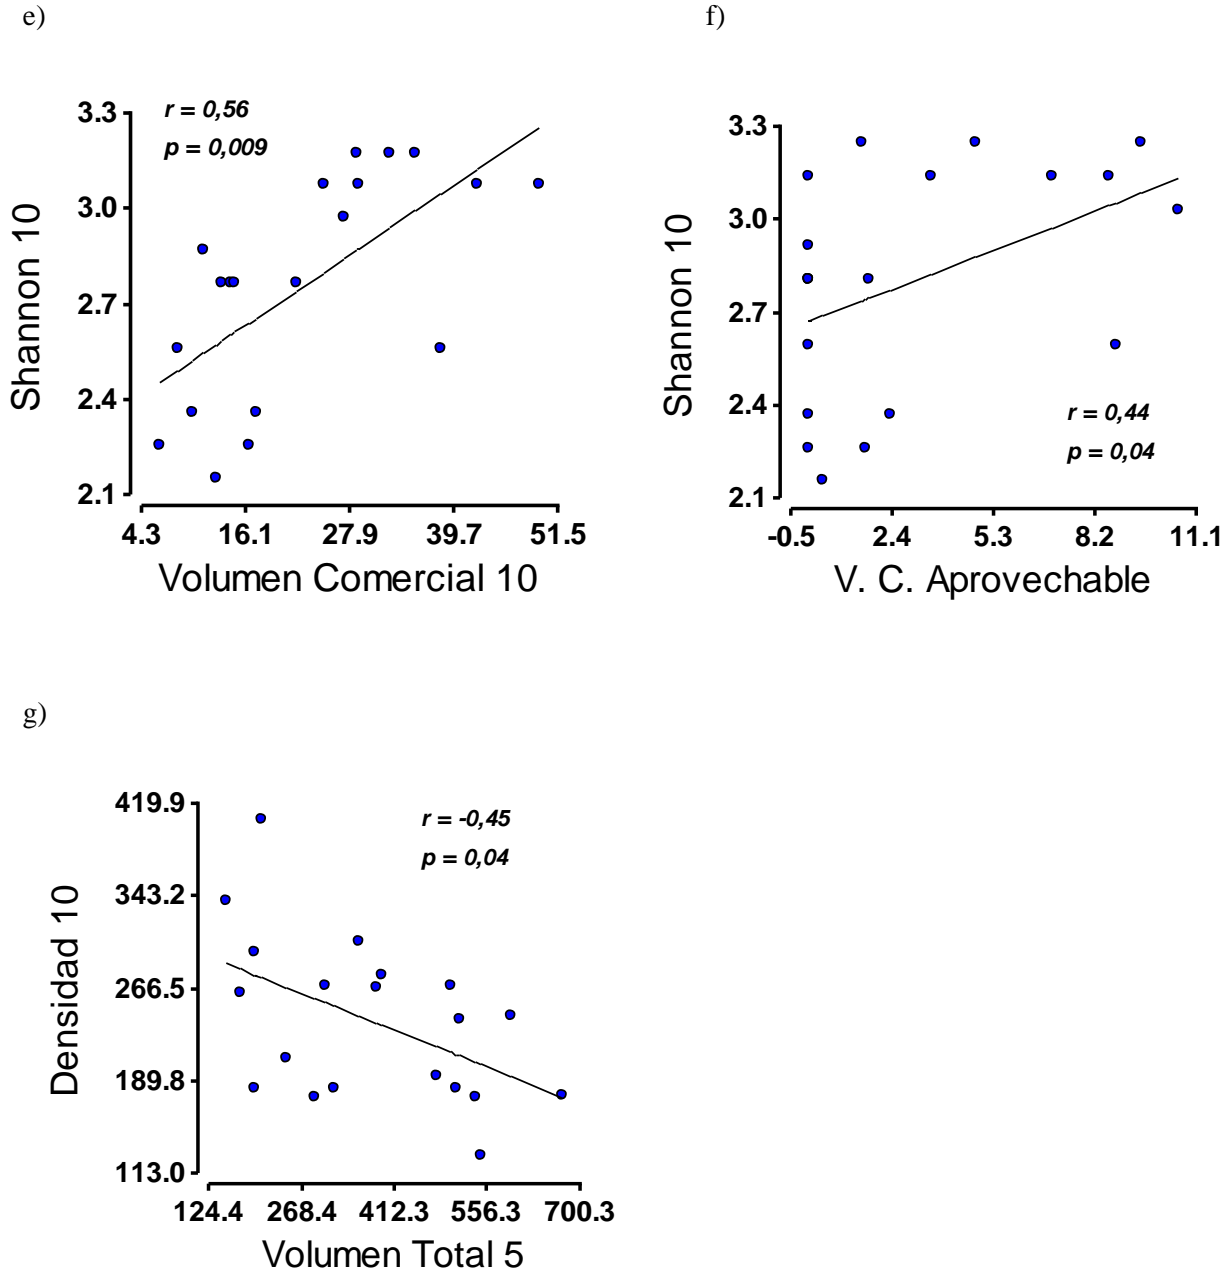 e)
r = 0,56
p = 0,009
3.3
3.0
2.7
2.4
2.1
Shannon 10
4.3 16.1 27.9 39.7 51.5
Volumen Comercial 10
f)
3.3
3.0
2.7
2.4
2.1
Shannon 10
r = 0,44
p = 0,04
-0.5 2.4 5.3 8.2 11.1
V. C. Aprovechable
g)
419.9
343.2
266.5
189.8
113.0
Densidad 10
r = -0,45
p = 0,04
124.4 268.4 412.3 556.3 700.3
Volumen Total 5